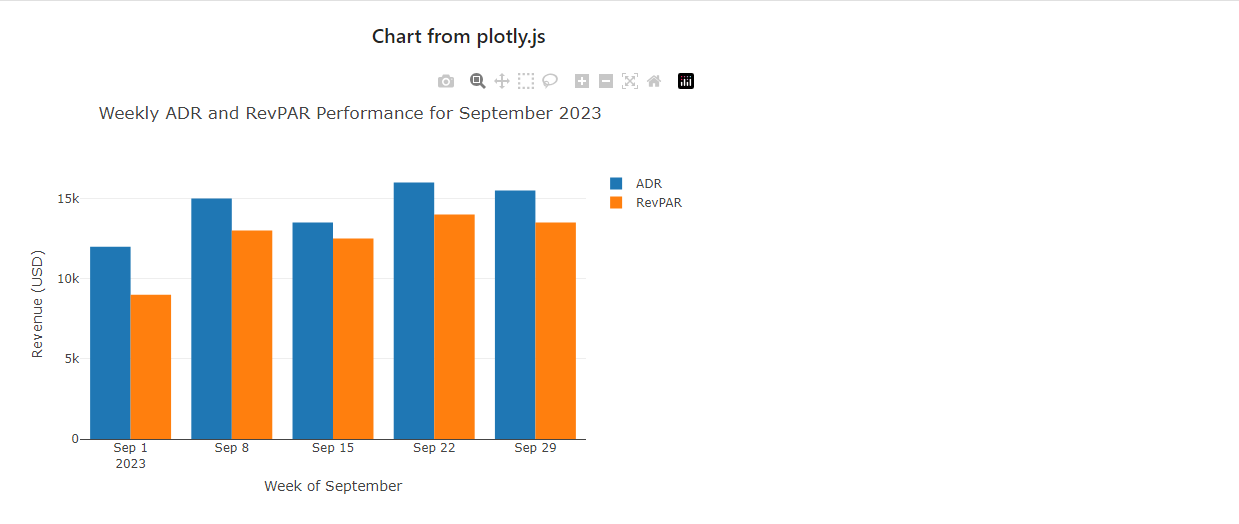 Chart from plotly.js
Weekly ADR and RevPAR Performance for September 2023
ADR
RevPAR
15k
10k
5k
0
Revenue (USD)
Sep 1
2023
Sep 8
Sep 15
Sep 22
Sep 29
Week of September